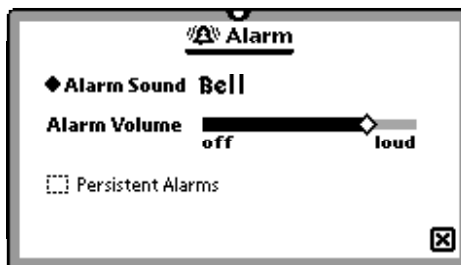 Alarm
Alarm Sound Bell
Alarm Volume
off loud
Persistent Alarms